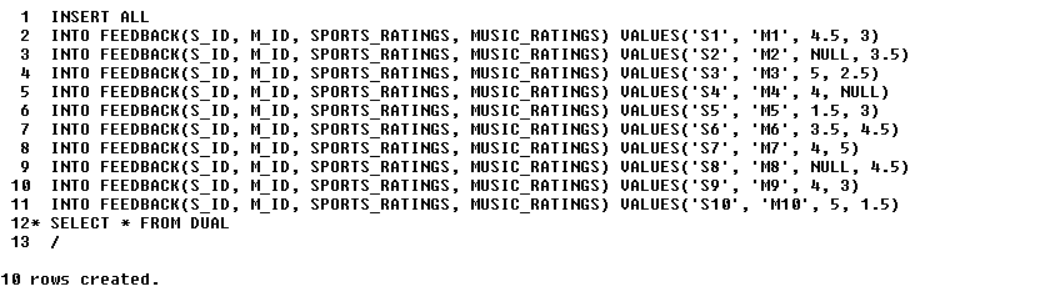 1 INSERT ALL
2 INTO FEEDBACK(S_ID, M_ID, SPORTS_RATINGS, MUSIC_RATINGS) VALUES('S1', 'M1', 4.5, 3)
3 INTO FEEDBACK(S_ID, M_ID, SPORTS_RATINGS, MUSIC_RATINGS) VALUES('S2', 'M2', NULL, 3.5)
4 INTO FEEDBACK(S_ID, M_ID, SPORTS_RATINGS, MUSIC_RATINGS) VALUES('S3', 'M3', 5, 2.5)
5 INTO FEEDBACK(S_ID, M_ID, SPORTS_RATINGS, MUSIC_RATINGS) VALUES('S4', 'M4', 4, NULL)
6 INTO FEEDBACK(S_ID, M_ID, SPORTS_RATINGS, MUSIC_RATINGS) VALUES('S5', 'M5', 1.5, 3)
7 INTO FEEDBACK(S_ID, M_ID, SPORTS_RATINGS, MUSIC_RATINGS) VALUES('S6', 'M6', 3.5, 4.5)
8 INTO FEEDBACK(S_ID, M_ID, SPORTS_RATINGS, MUSIC_RATINGS) VALUES('S7', 'M7', 4, 5)
9 INTO FEEDBACK(S_ID, M_ID, SPORTS_RATINGS, MUSIC_RATINGS) VALUES('S8', 'M8', NULL, 4.5)
10 INTO FEEDBACK(S_ID, M_ID, SPORTS_RATINGS, MUSIC_RATINGS) VALUES('S9', 'M9', 4, 3)
11 INTO FEEDBACK(S_ID, M_ID, SPORTS_RATINGS, MUSIC_RATINGS) VALUES('S10', 'M10', 5, 1.5)
12* SELECT * FROM DUAL
13 /
10 rows created.